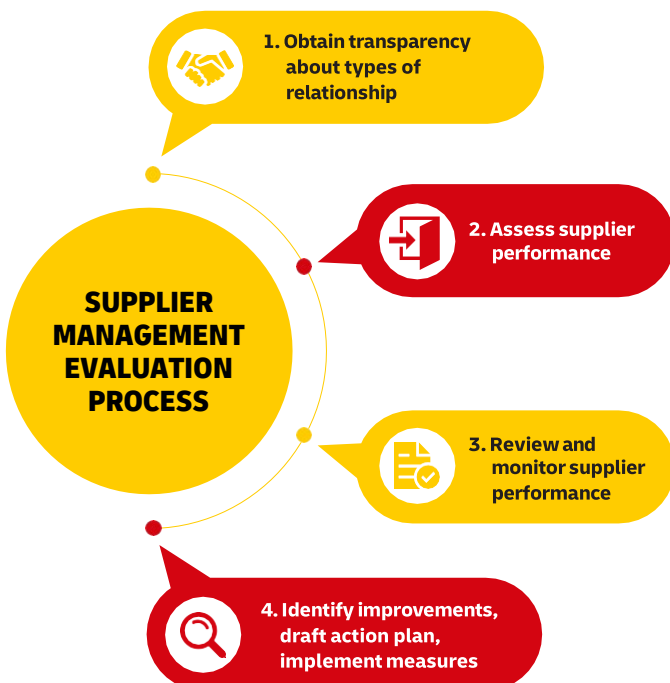 1. Obtain transparency
about types of
relationship
2. Assess supplier
performance
SUPPLIER
MANAGEMENT
EVALUATION
PROCESS
3. Review and
monitor supplier
performance
4. Identify improvements,
draft action plan,
implement measures